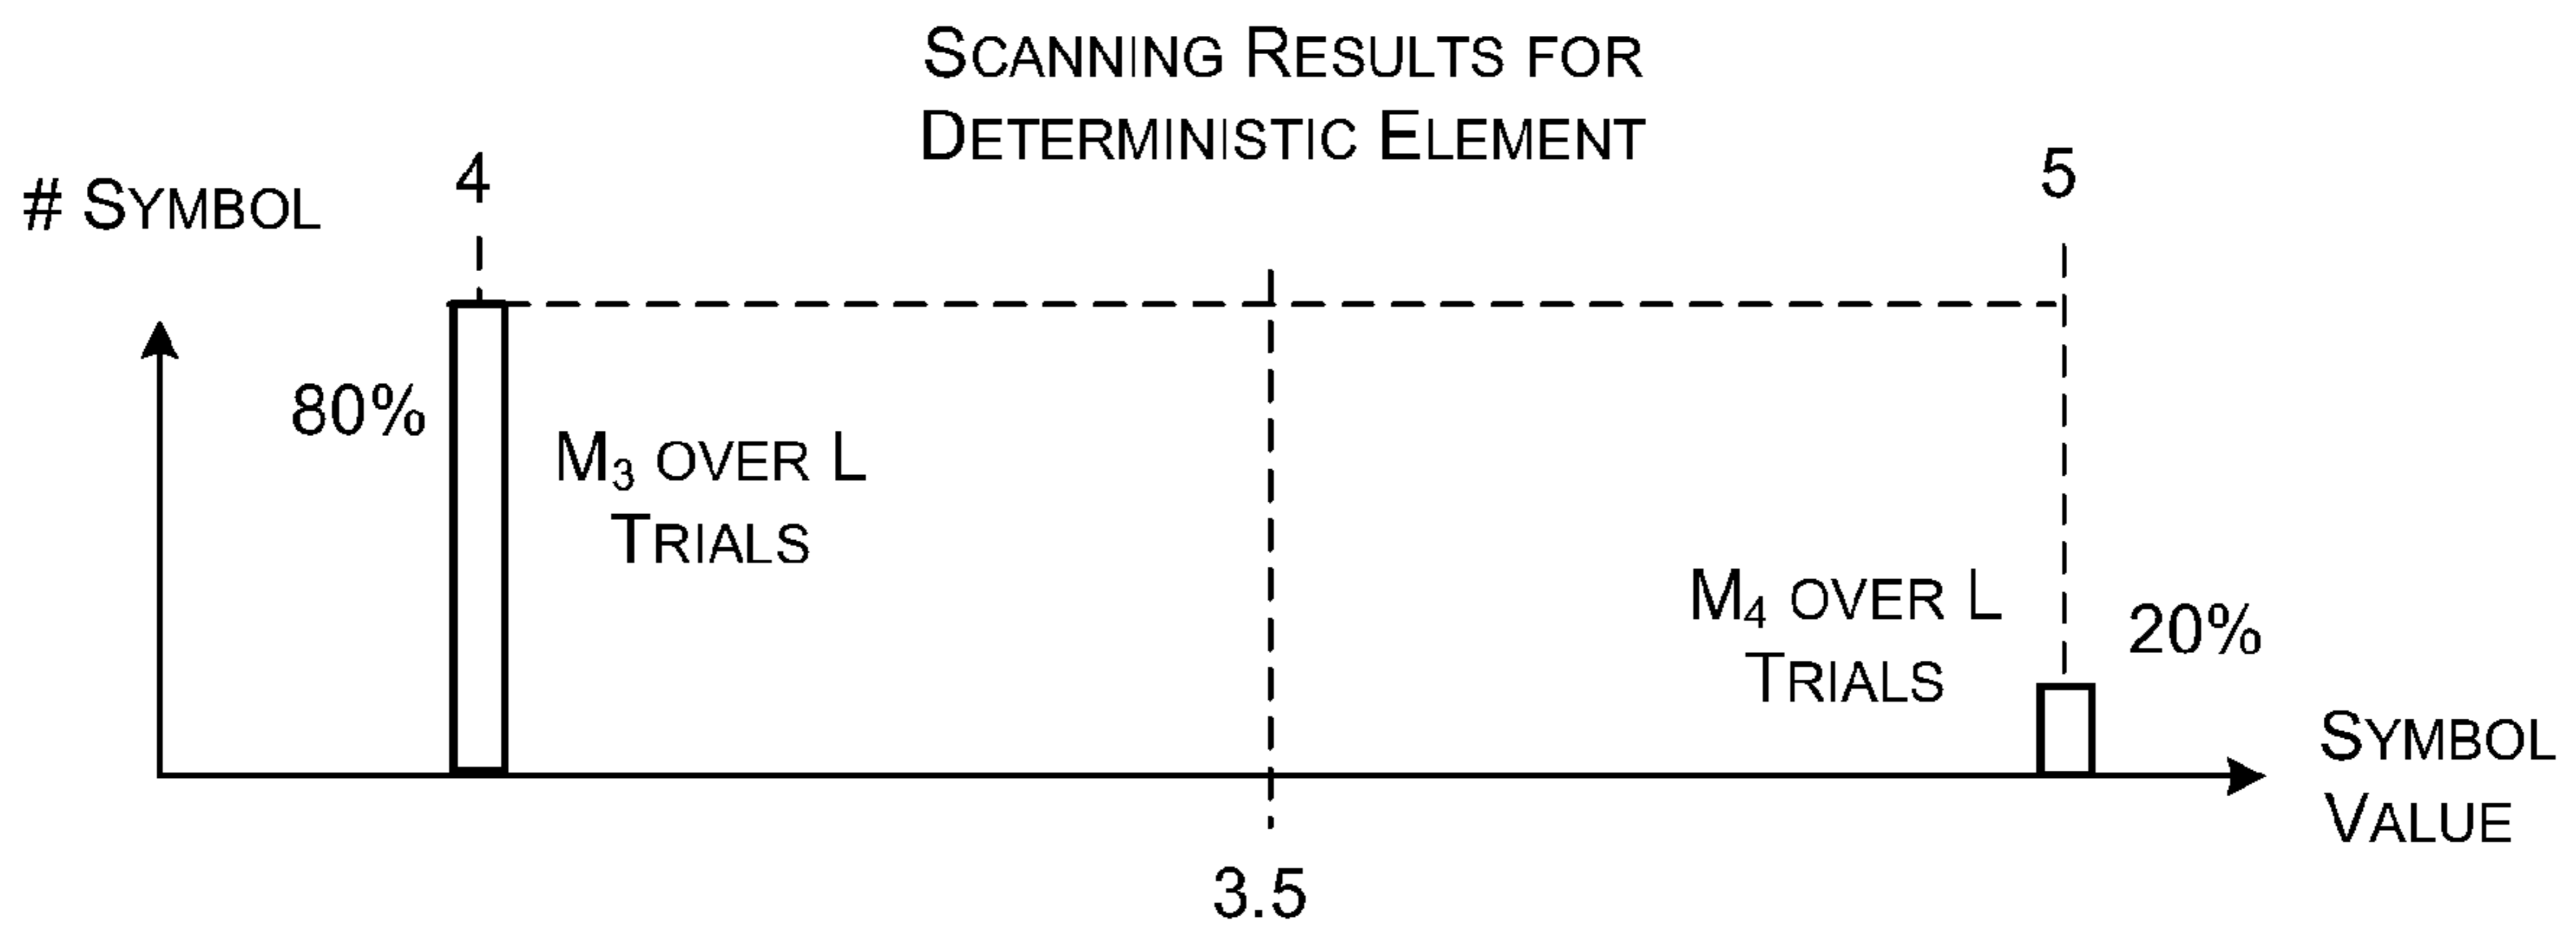 SCANNING RESULTS FOR
DETERMINISTIC ELEMENT
# SYMBOL
4
5
80%
M3 OVER L
TRIALS
M4 OVER L
TRIALS
20%
SYMBOL
VALUE
3.5